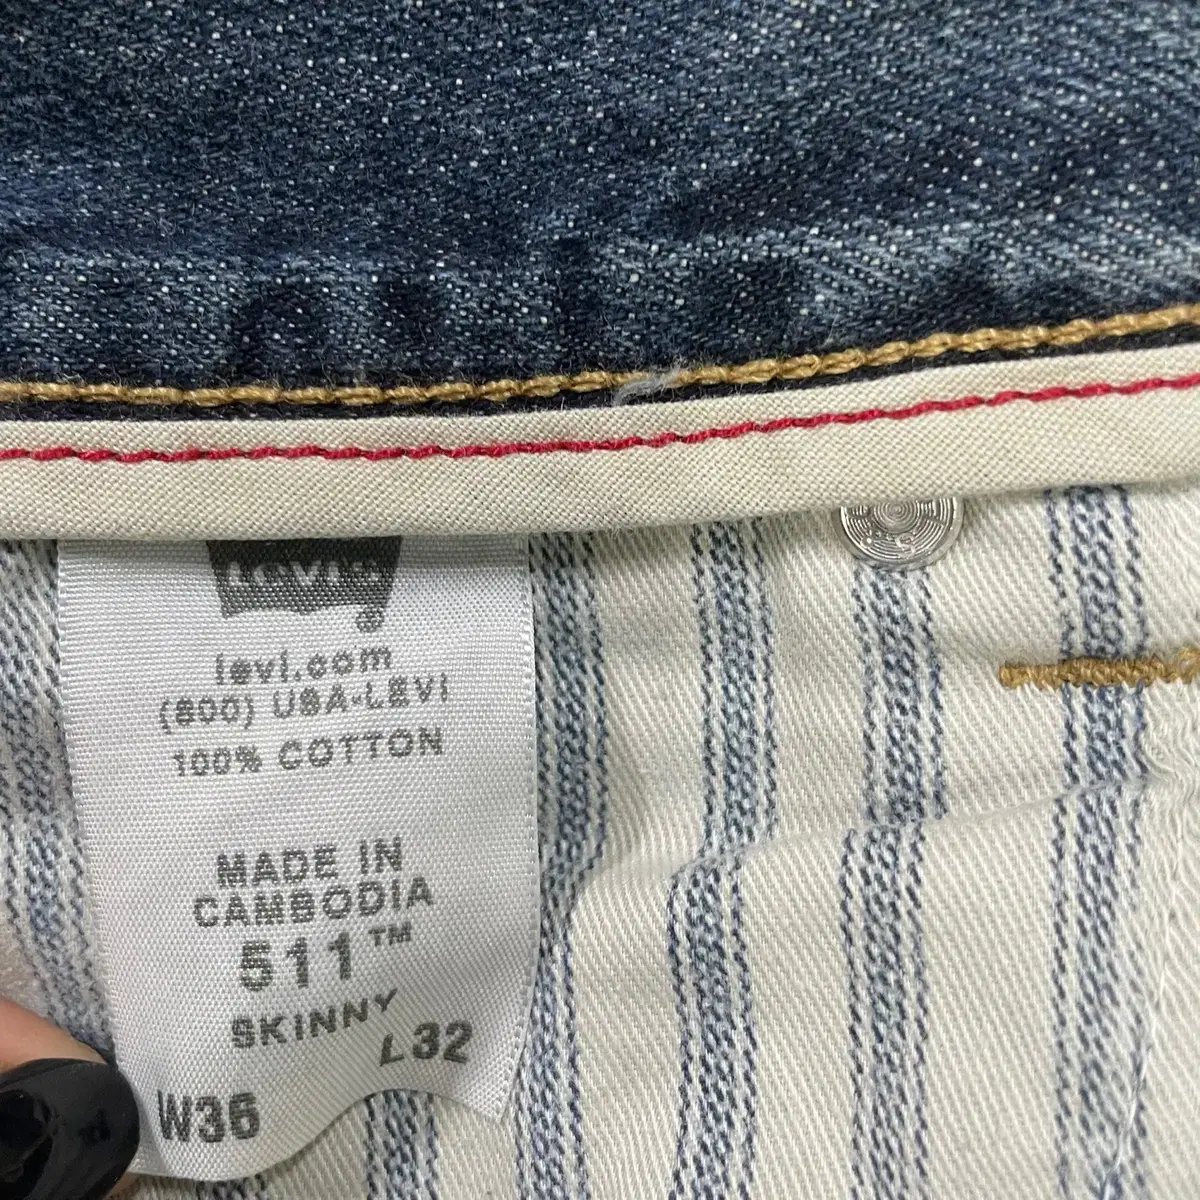 Levi's
®
levi.com
(800) USA-LEVI
100% COTTON
MADE IN
CAMBODIA
511™
SKINNY
L32
W36